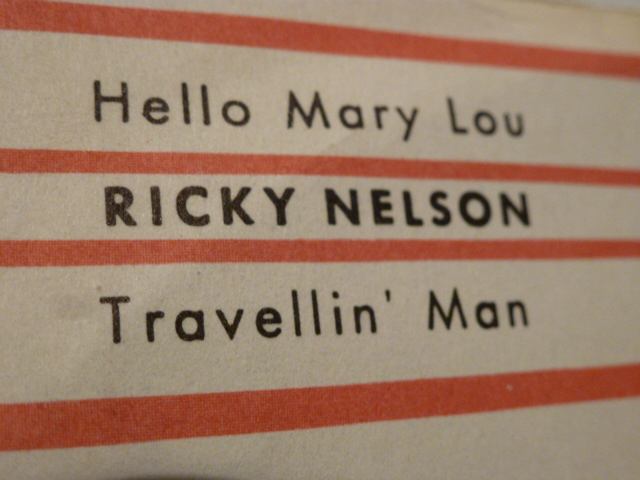 Hello Mary Lou
RICKY NELSON
Travellin' Man